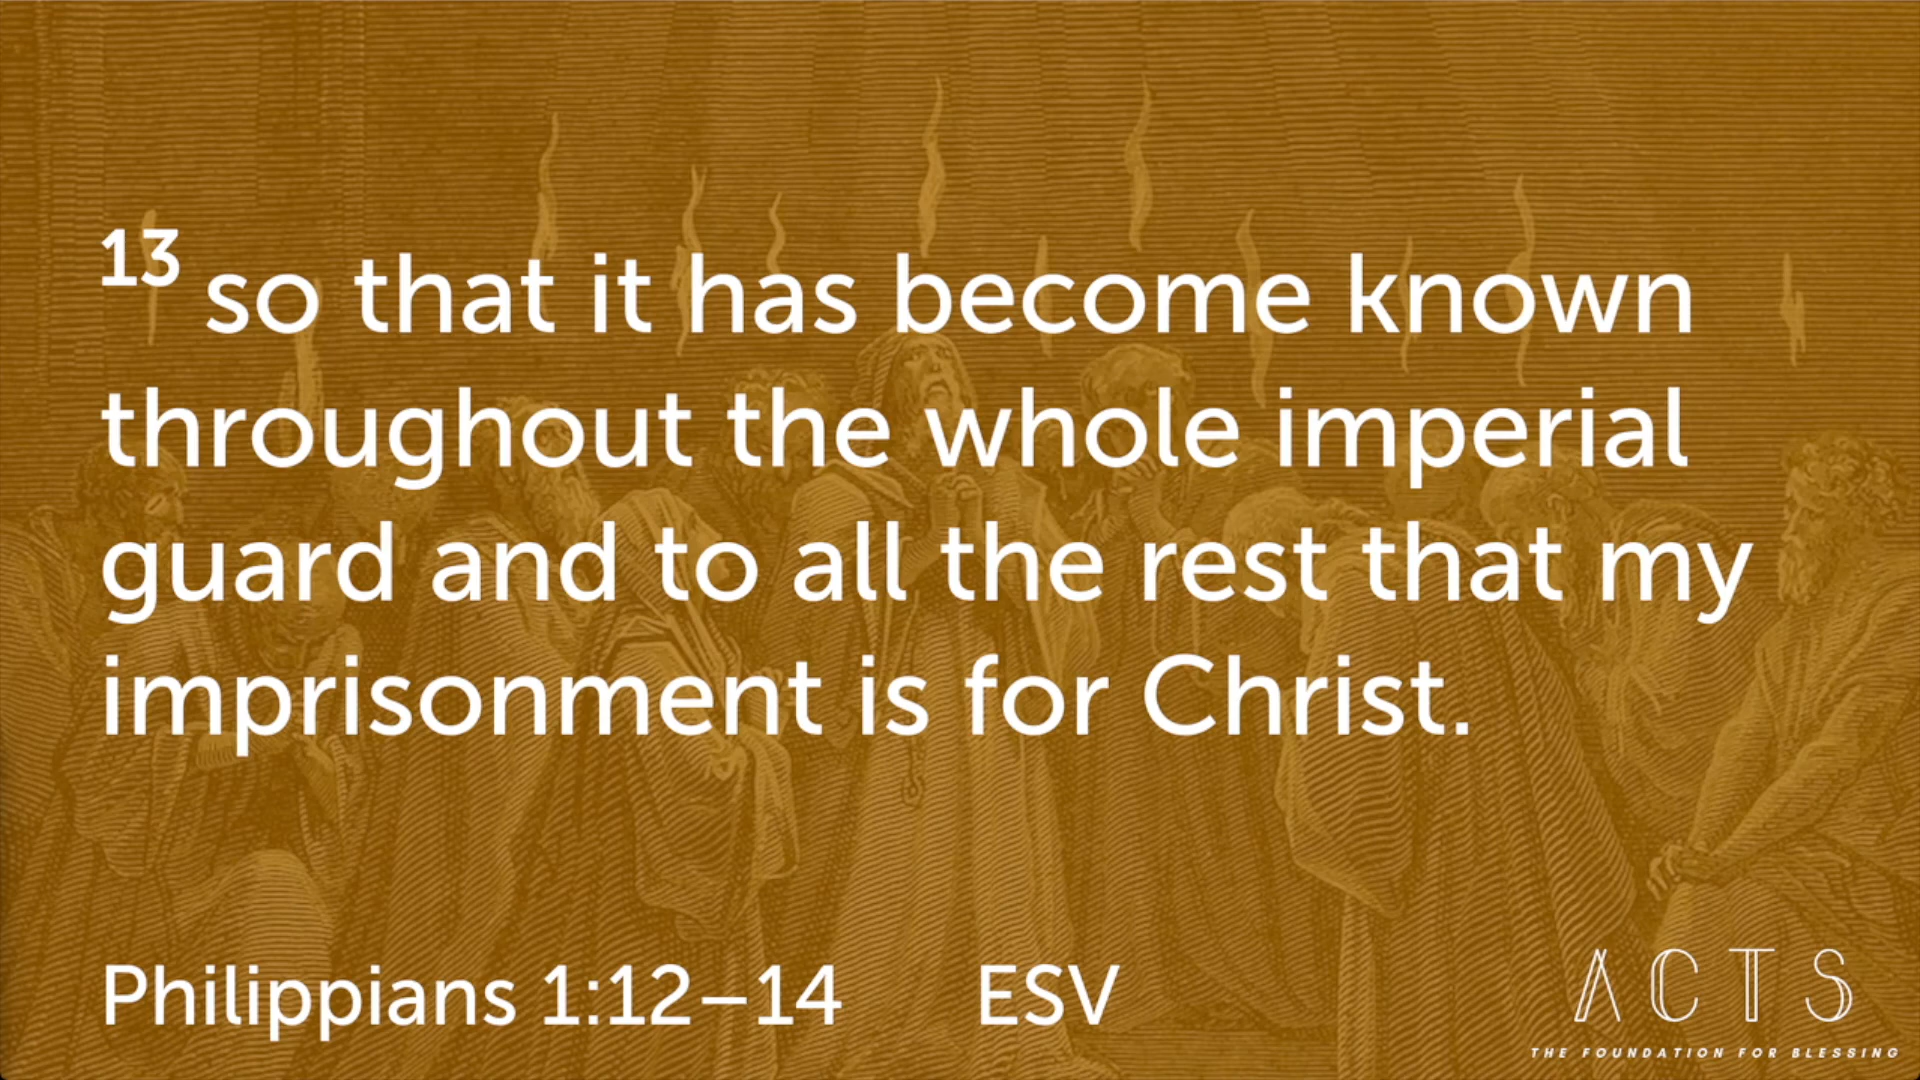 13 so that it has become known
throughout the whole imperial
guard and to all the rest that my
imprisonment is for Christ.
Philippians 1:12–14 ESV
ACTS
THE FOUNDATION FOR BLESSING